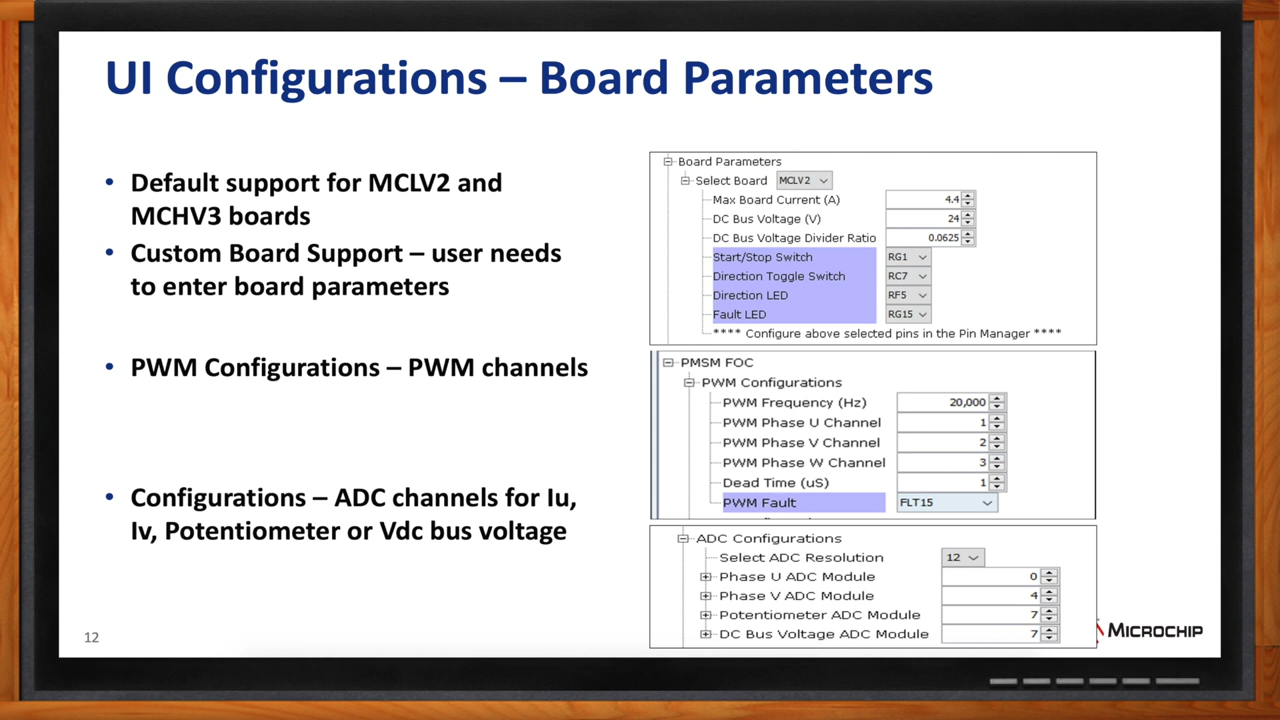 UI Configurations – Board Parameters
• Default support for MCLV2 and
MCHV3 boards
• Custom Board Support – user needs
to enter board parameters
• PWM Configurations – PWM channels
• Configurations – ADC channels for Iu,
Iv, Potentiometer or Vdc bus voltage
Board Parameters
Select Board MCLV2
Max Board Current (A) 4.4
DC Bus Voltage (V) 24
DC Bus Voltage Divider Ratio 0.0625
Start/Stop Switch RG1
Direction Toggle Switch RC7
Direction LED RF5
Fault LED RG15
**** Configure above selected pins in the Pin Manager ****
PMSM FOC
PWM Configurations
PWM Frequency (Hz) 20,000
PWM Phase U Channel 1
PWM Phase V Channel 2
PWM Phase W Channel 3
Dead Time (uS) 1
PWM Fault FLT15
ADC Configurations
Select ADC Resolution 12
Phase U ADC Module 0
Phase V ADC Module 4
Potentiometer ADC Module 7
DC Bus Voltage ADC Module 7
12
MICROCHIP